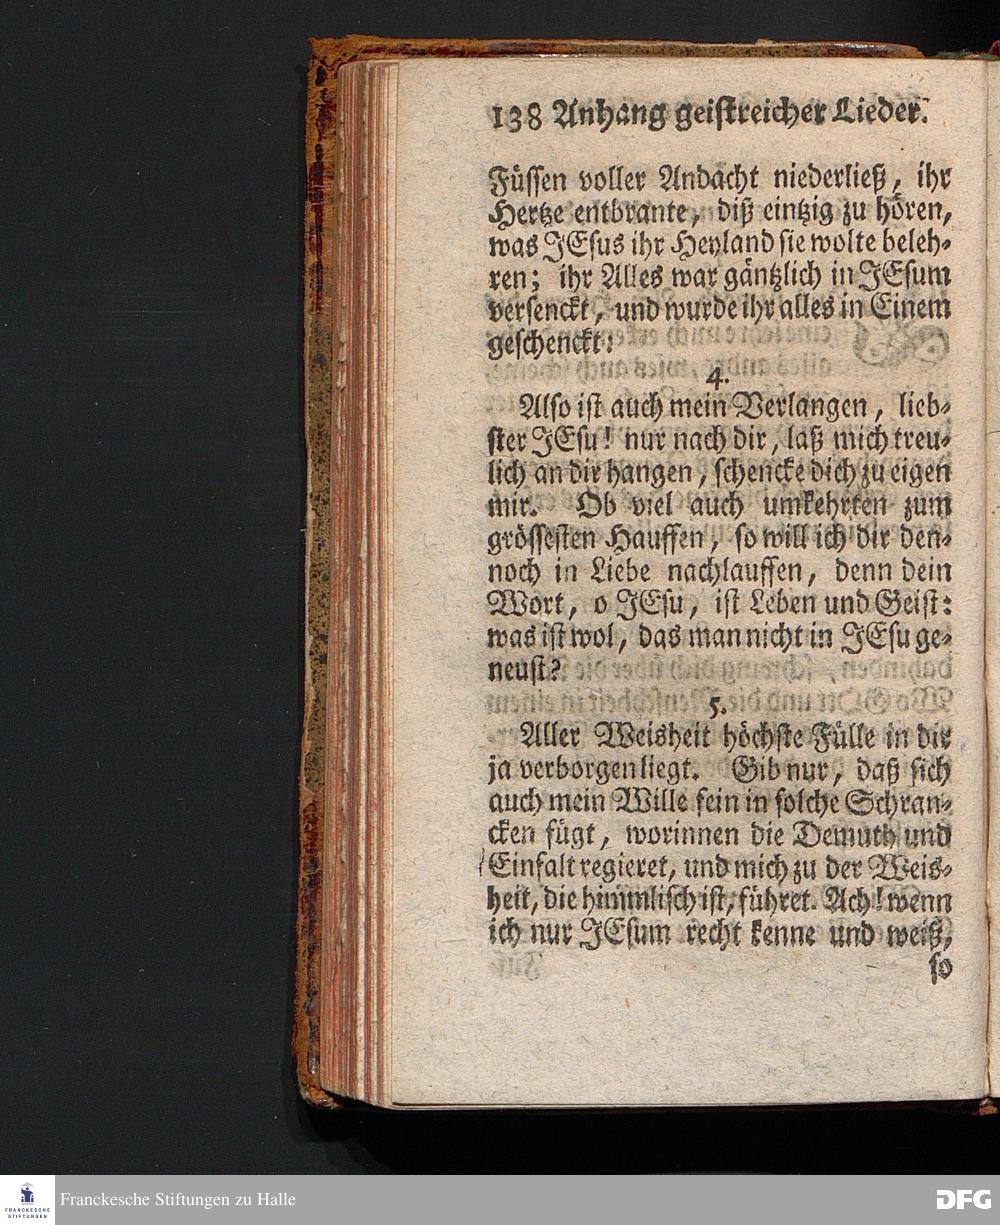 138 Anhang geistreicher Lieder.
Füssen voller Andacht niederließ, ihr
Hertze entbrante, diß eintzig zu hören,
was JEsus ihr Heyland sie wolte beleh-
ren; ihr Alles war gäntzlich in JEsum
versenckt, und wurde ihr alles in Einem
geschenckt:
4.
Also ist auch mein Verlangen, lieb-
ster JEsu! nur nach dir, laß mich treu-
lich an dir hangen, schencke dich zu eigen
mir. Ob viel auch umkehrten zum
grössesten Hauffen, so will ich dir den-
noch in Liebe nachlauffen, denn dein
Wort, o JEsu, ist Leben und Geist:
was ist wol, das man nicht in JEsu ge-
neust?
5.
Aller Weisheit höchste Fülle in dir
ja verborgen liegt. Gib nur, daß sich
auch mein Wille fein in solche Schran-
cken fügt, worinnen die Demuth und
Einfalt regieret, und mich zu der Weis-
heit, die himmlisch ist, führet. Ach! wenn
ich nur JEsum recht kenne und weiß,
so
FRANCKESCHE
STIFTUNGEN
Franckesche Stiftungen zu Halle
DFG